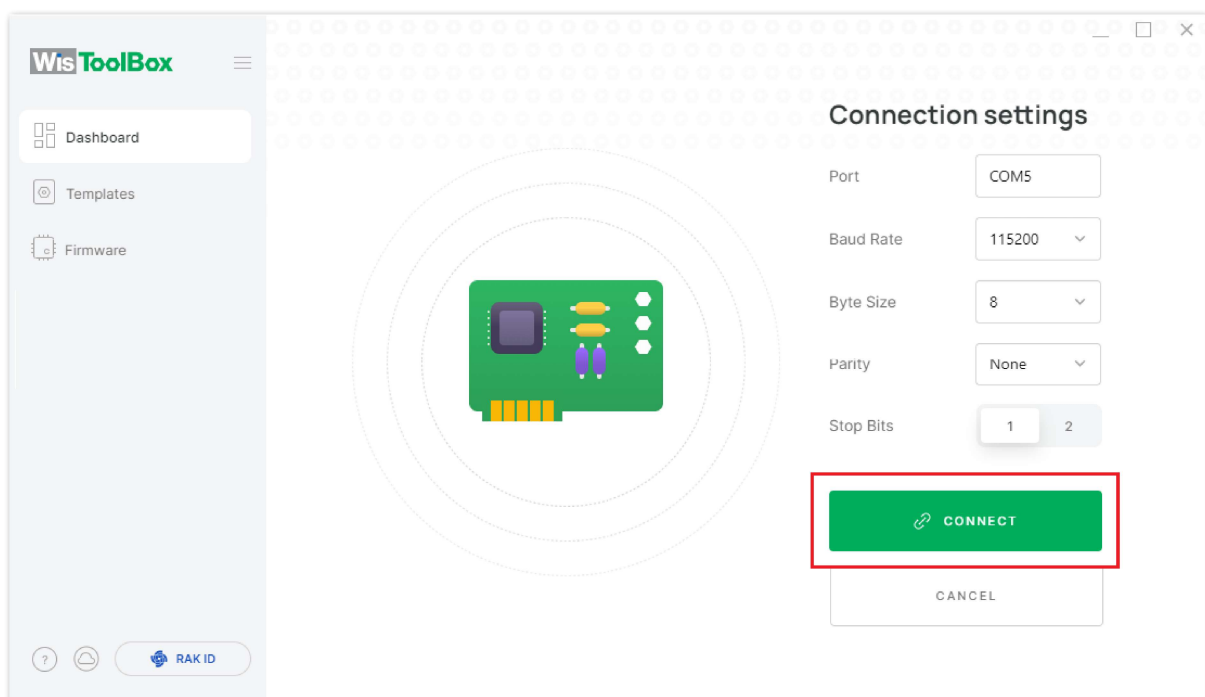 WisToolBox
Dashboard
Templates
Firmware
? RAK ID
Connection settings
Port COM5
Baud Rate 115200
Byte Size 8
Parity None
Stop Bits 1 2
CONNECT
CANCEL